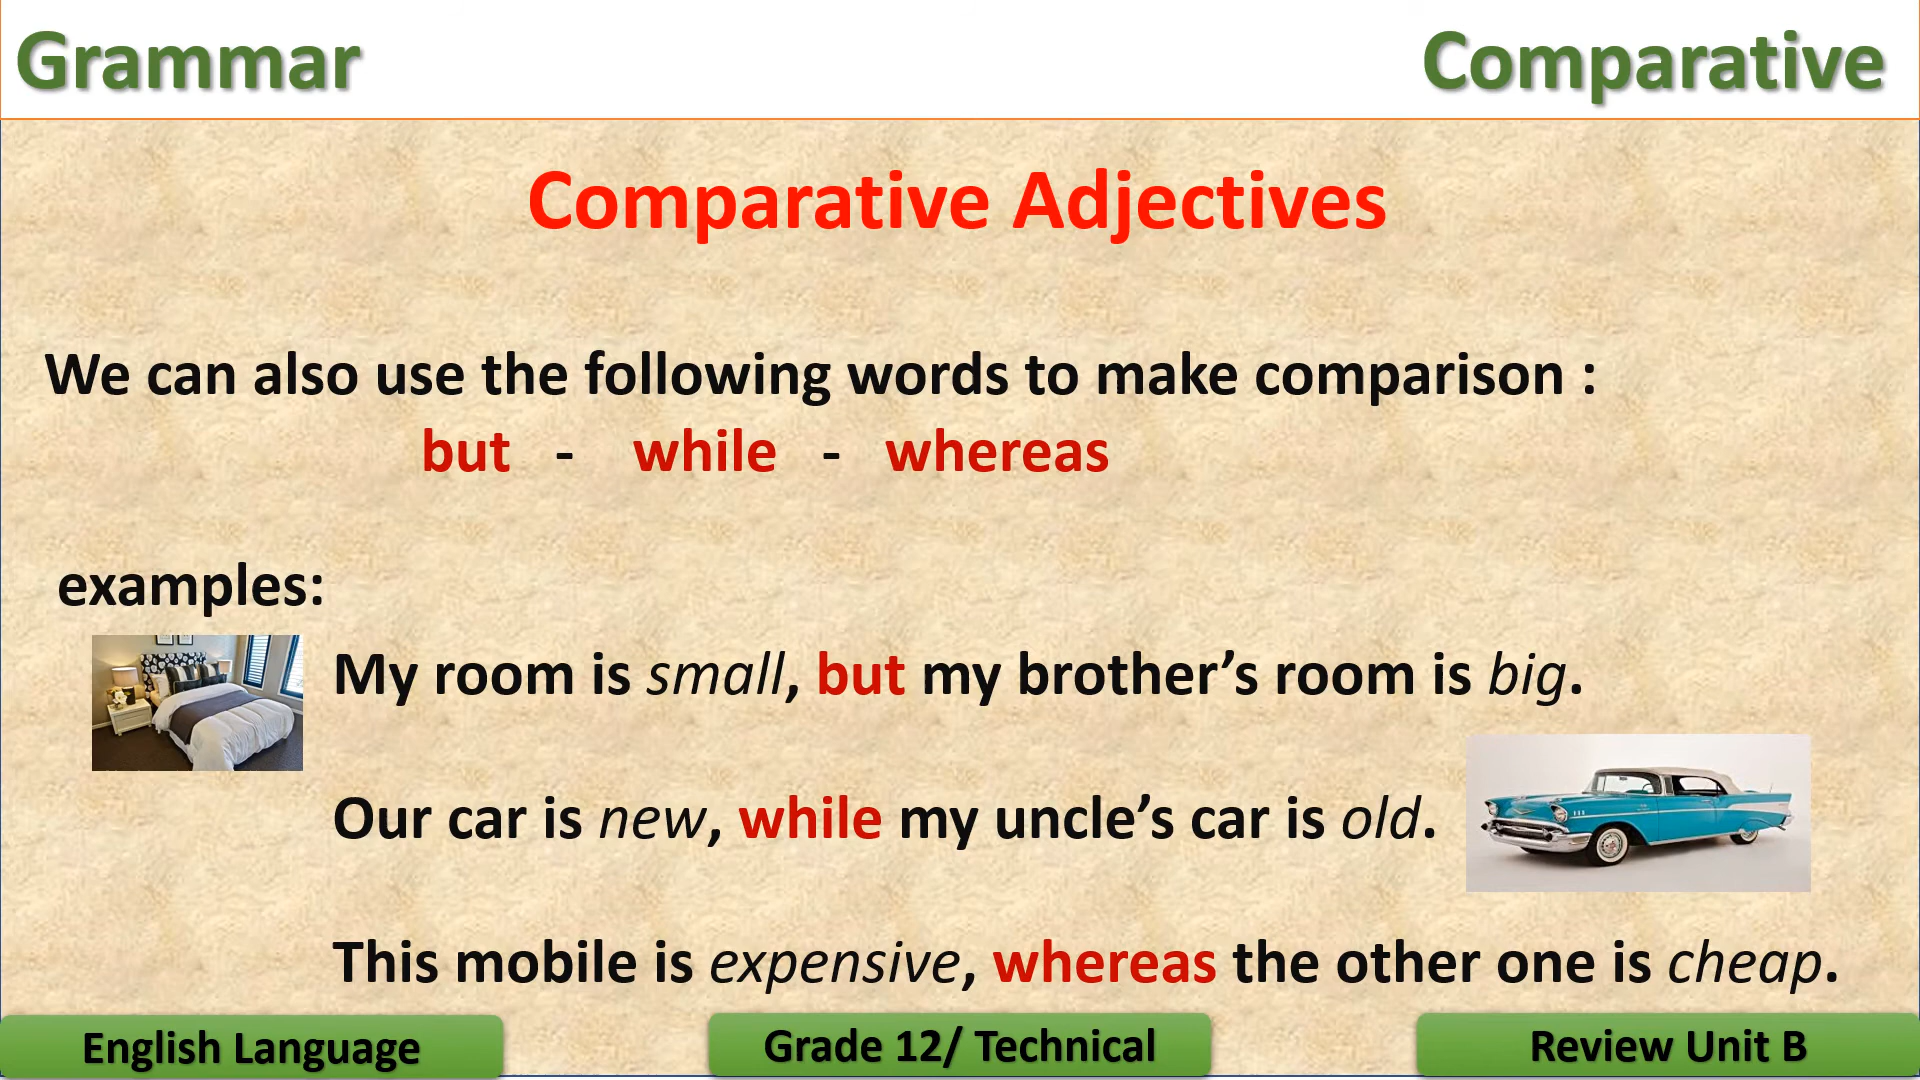 Grammar
Comparative
Comparative Adjectives
We can also use the following words to make comparison :
but - while - whereas
examples:
My room is small, but my brother’s room is big.
Our car is new, while my uncle’s car is old.
This mobile is expensive, whereas the other one is cheap.
English Language
Grade 12/ Technical
Review Unit B